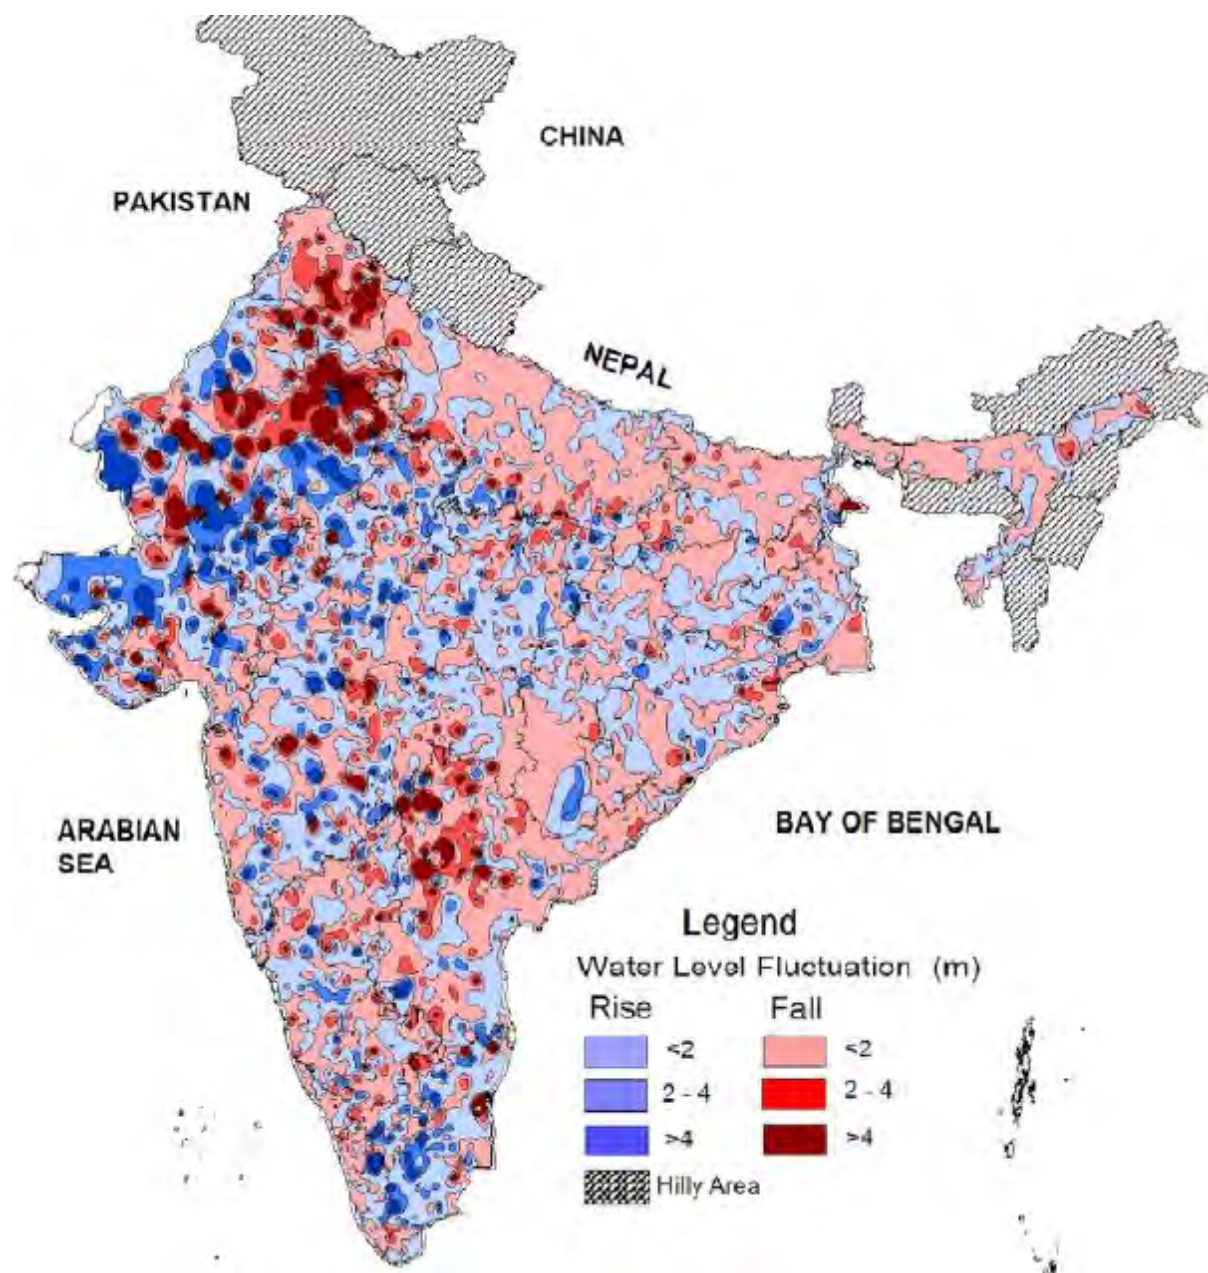 CHINA
PAKISTAN
NEPAL
ARABIAN
SEA
BAY OF BENGAL
Legend
Water Level Fluctuation (m)
Rise Fall
<2 <2
2 - 4 2 - 4
>4 >4
Hilly Area